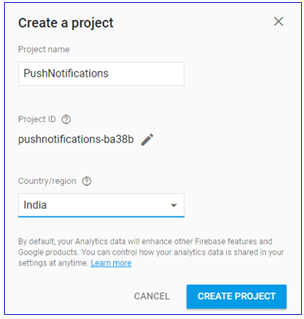 Create a project
Project name
PushNotifications
Project ID
pushnotifications-ba38b
Country/region
India
By default, your Analytics data will enhance other Firebase features and
Google products. You can control how your analytics data is shared in your
settings at anytime. Learn more
CANCEL CREATE PROJECT